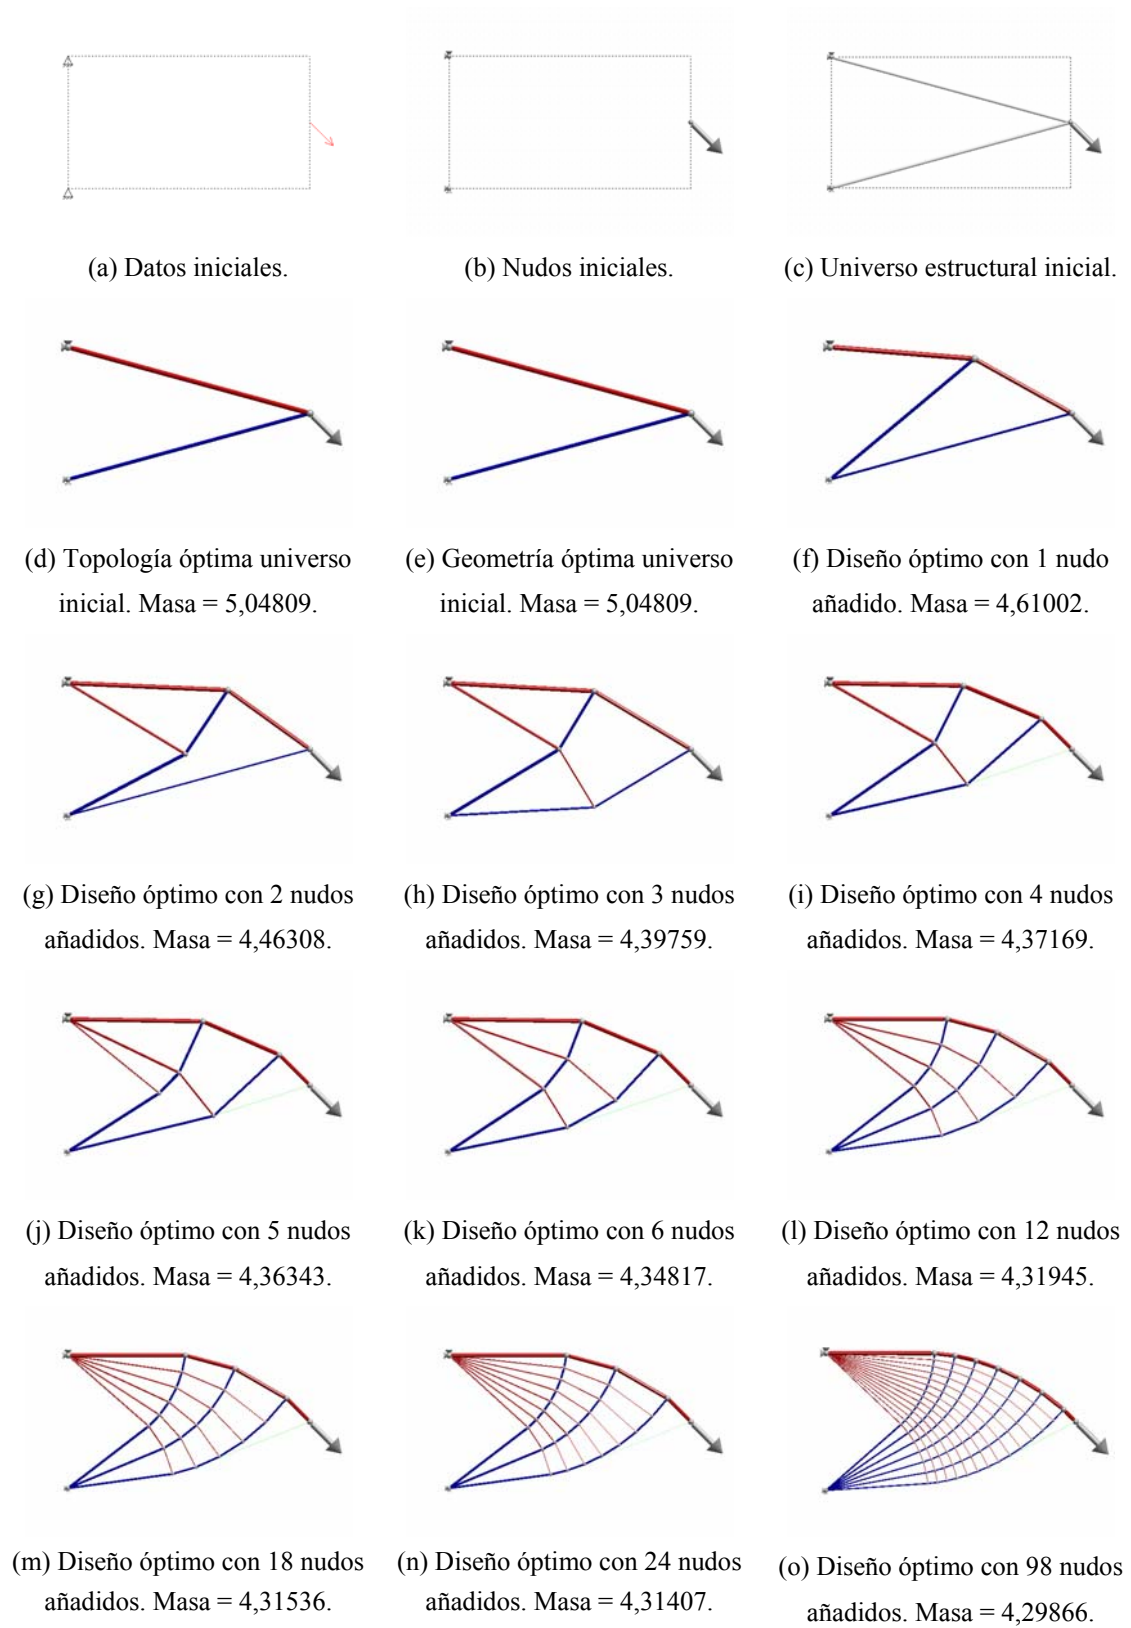 (a) Datos iniciales.
(b) Nudos iniciales.
(c) Universo estructural inicial.
(d) Topología óptima universo
inicial. Masa = 5,04809.
(e) Geometría óptima universo
inicial. Masa = 5,04809.
(f) Diseño óptimo con 1 nudo
añadido. Masa = 4,61002.
(g) Diseño óptimo con 2 nudos
añadidos. Masa = 4,46308.
(h) Diseño óptimo con 3 nudos
añadidos. Masa = 4,39759.
(i) Diseño óptimo con 4 nudos
añadidos. Masa = 4,37169.
(j) Diseño óptimo con 5 nudos
añadidos. Masa = 4,36343.
(k) Diseño óptimo con 6 nudos
añadidos. Masa = 4,34817.
(l) Diseño óptimo con 12 nudos
añadidos. Masa = 4,31945.
(m) Diseño óptimo con 18 nudos
añadidos. Masa = 4,31536.
(n) Diseño óptimo con 24 nudos
añadidos. Masa = 4,31407.
(o) Diseño óptimo con 98 nudos
añadidos. Masa = 4,29866.